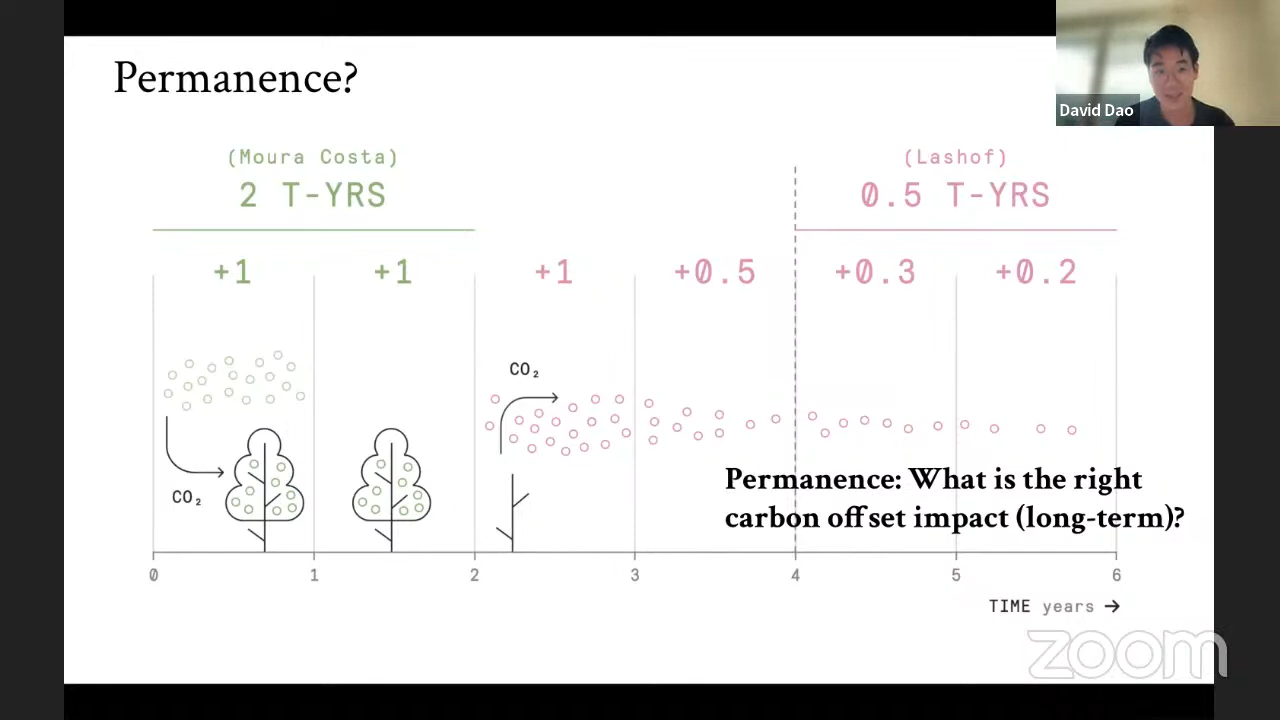 Permanence?
David Dao
(Moura Costa)
2 T-YRS
(Lashof)
0.5 T-YRS
+1 +1 +1 +0.5 +0.3 +0.2
CO₂
CO₂
Permanence: What is the right
carbon offset impact (long-term)?
0 1 2 3 4 5 6
TIME years →
zoom